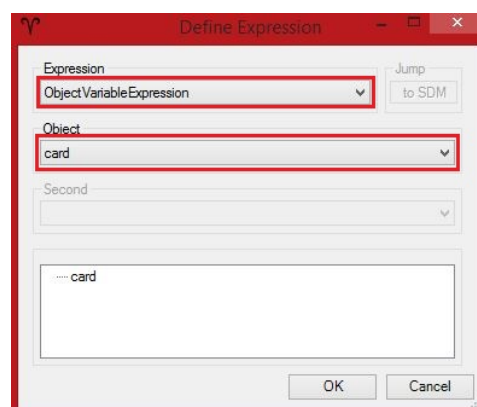 Define Expression
Expression
ObjectVariableExpression
Jump
to SDM
Object
card
Second
card
OK
Cancel